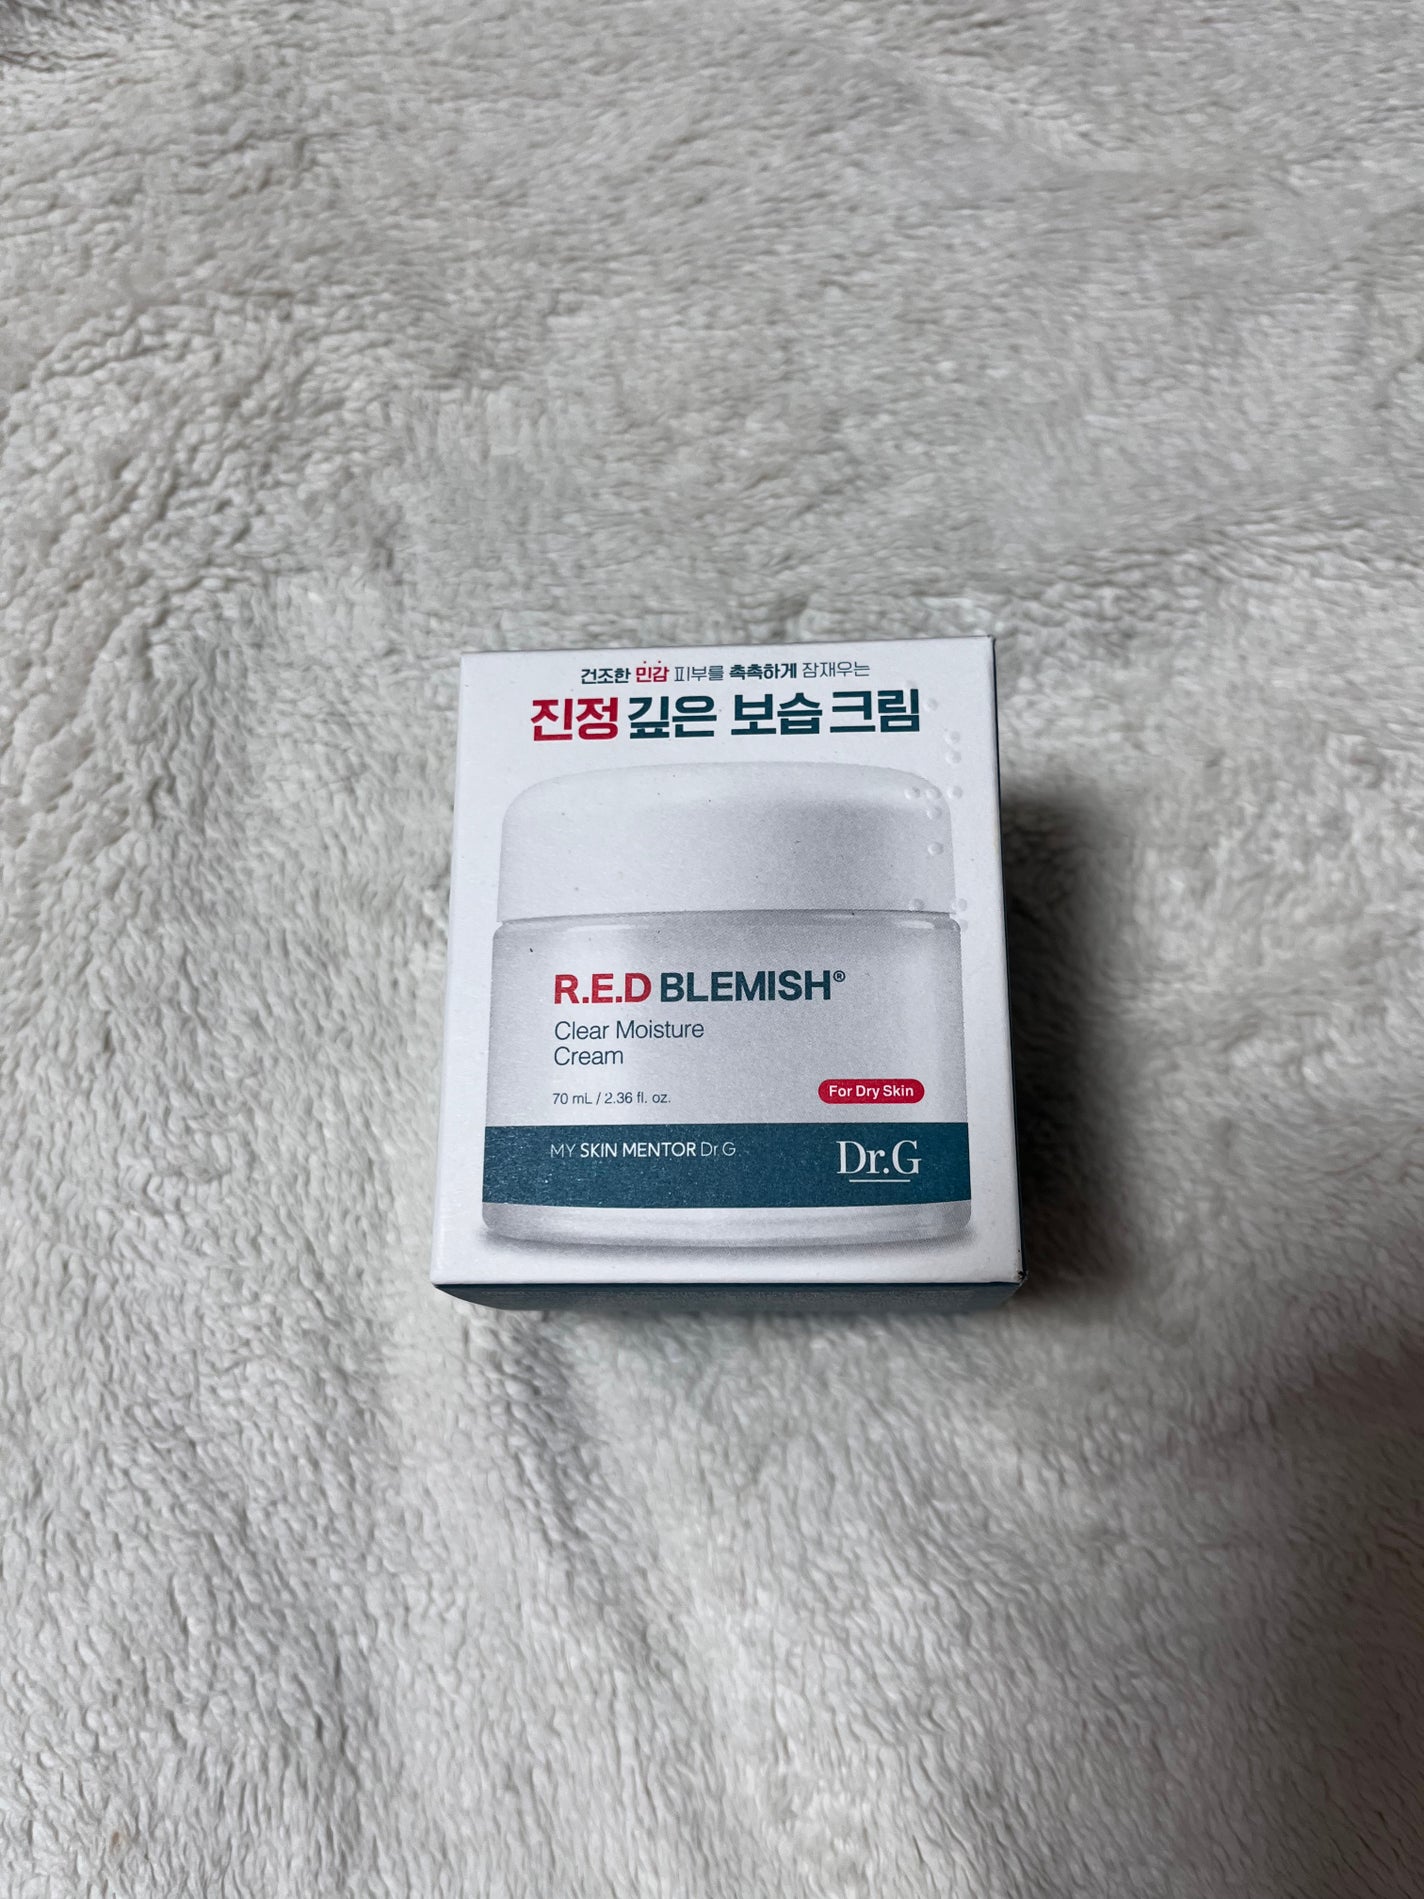 건조한 민감 피부를 촉촉하게 잠재우는
진정 깊은 보습 크림
R.E.D BLEMISH®
Clear Moisture
Cream
70 mL / 2.36 fl. oz.
For Dry Skin
MY SKIN MENTOR Dr.G
Dr.G